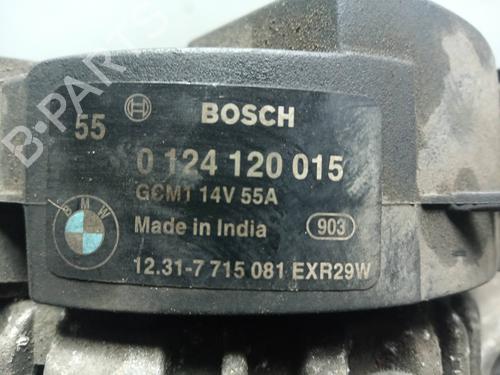 55 BOSCH
0 124 120 015
GCM1 14V 55A
BMW
Made in India 903
12.31-7 715 081 EXR29W
B-PARTS